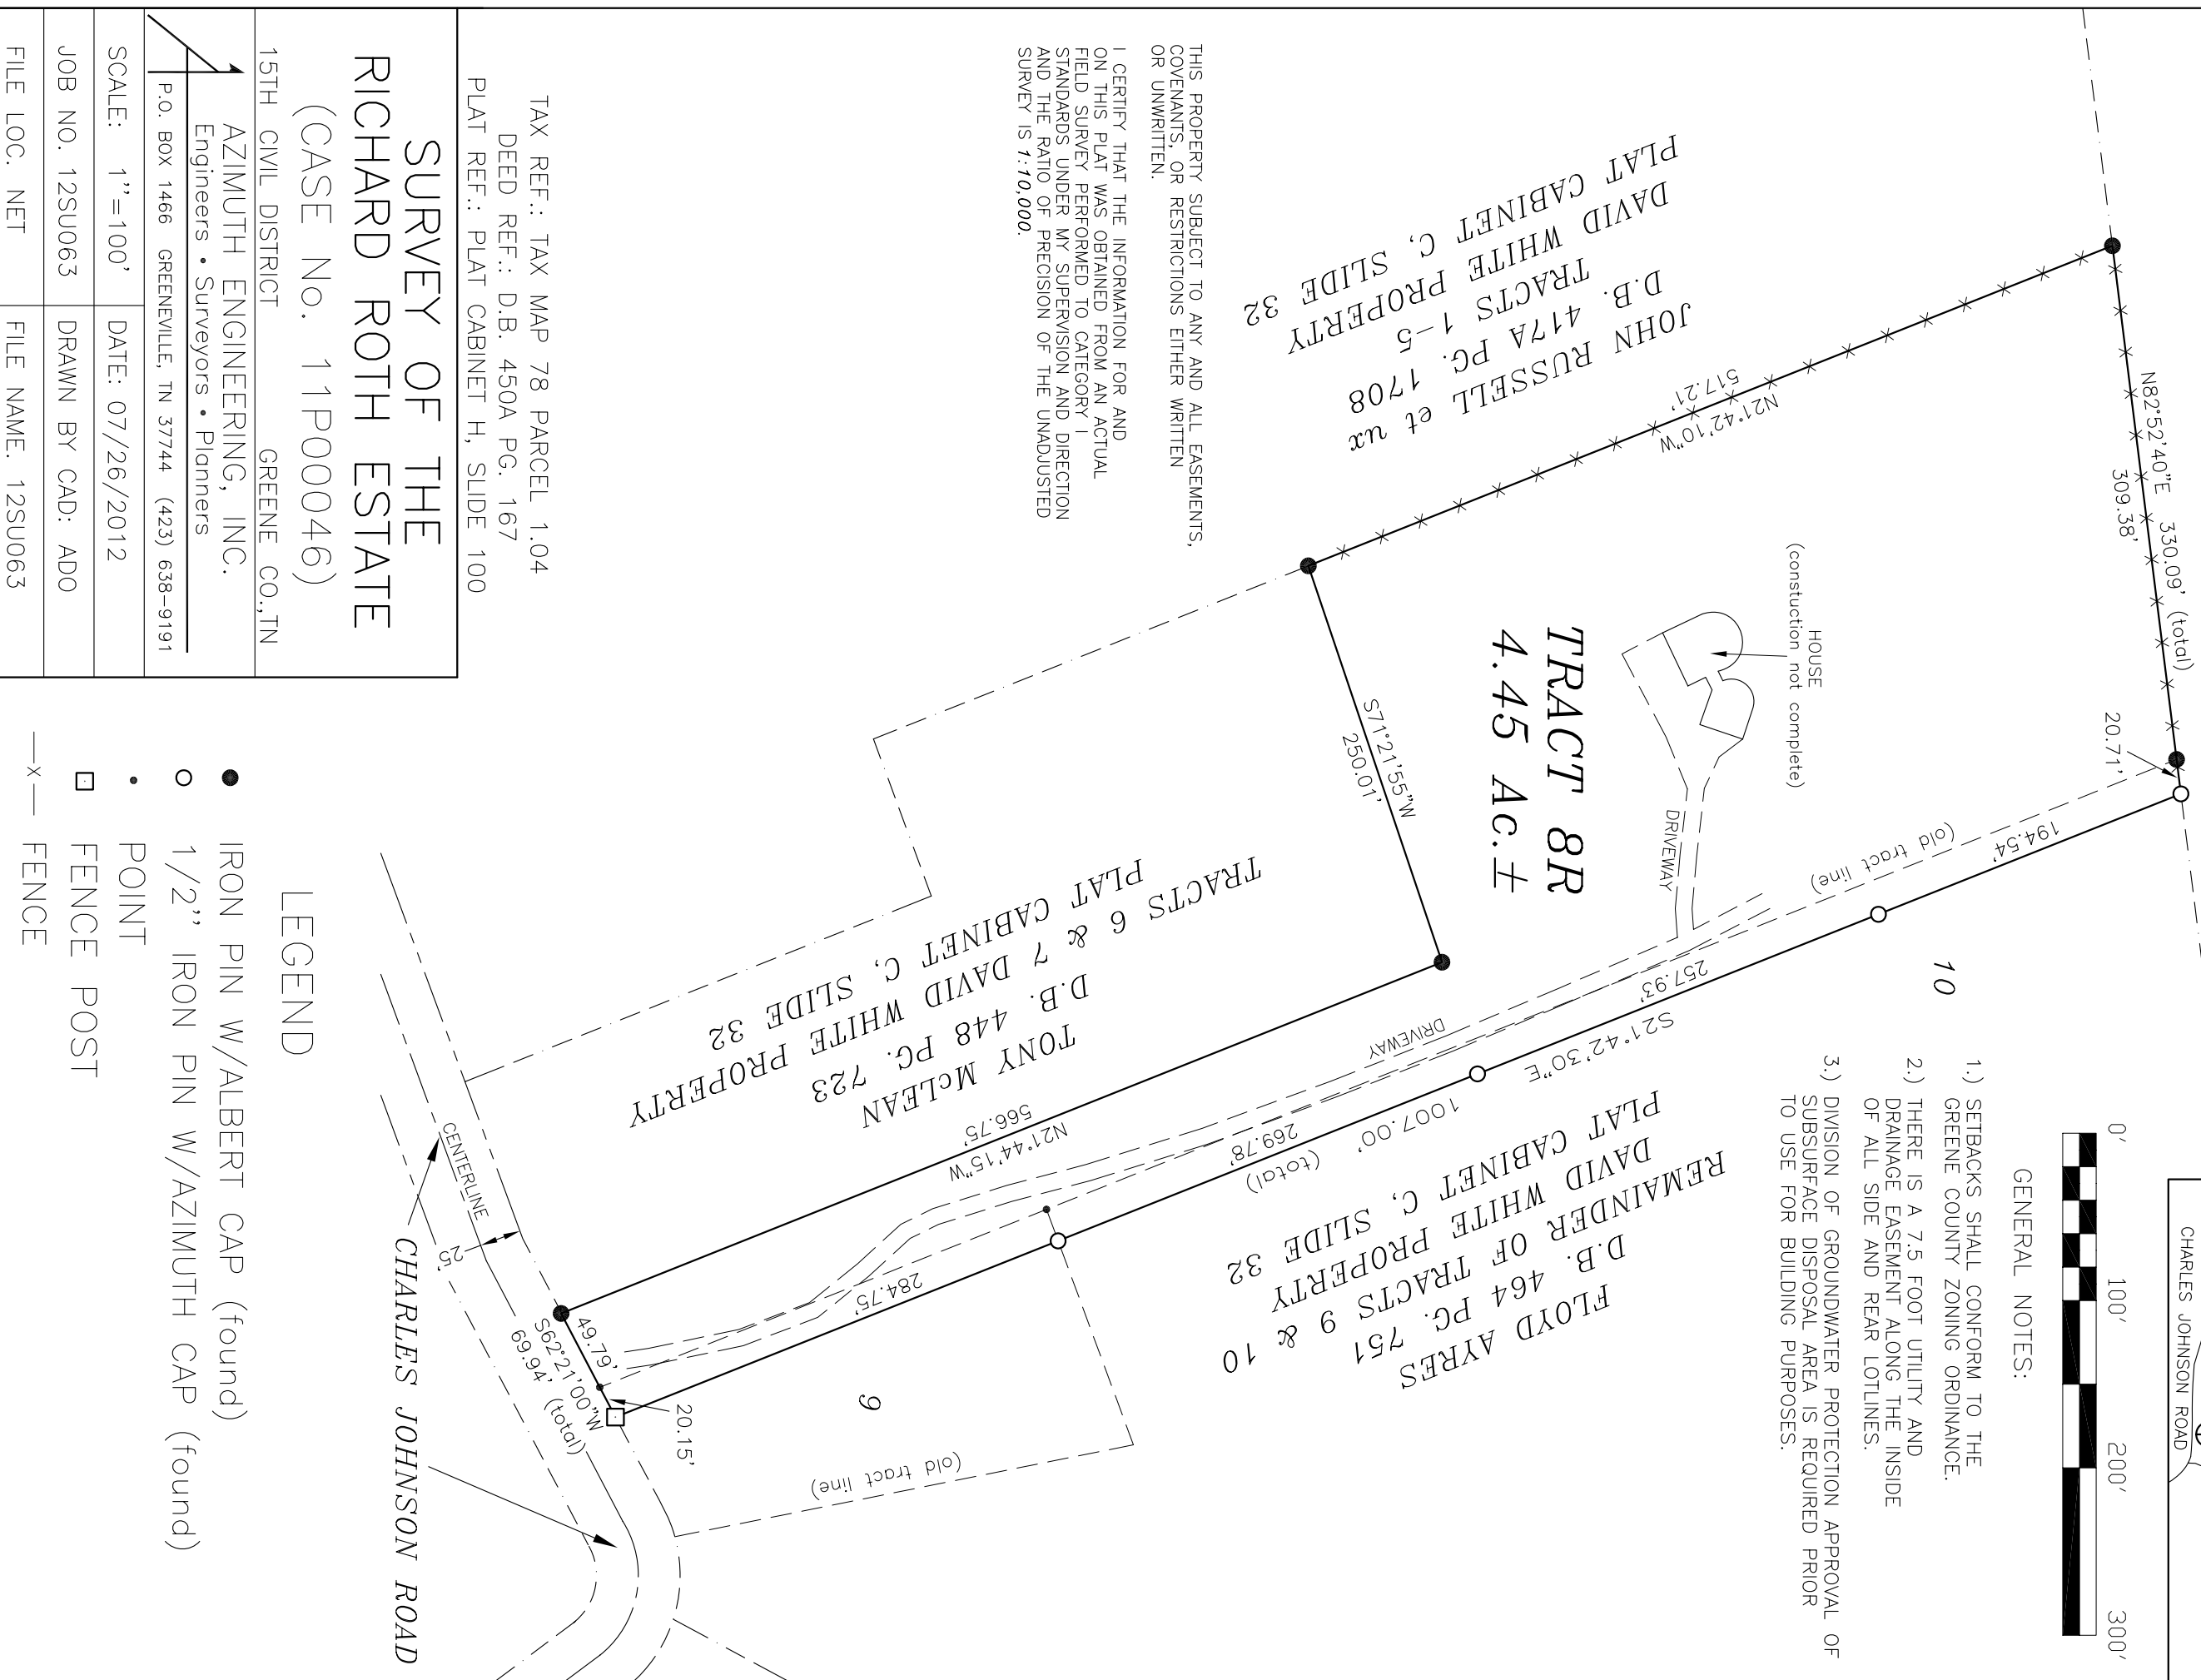 CHARLES JOHNSON ROAD
0' 100' 200' 300'
GENERAL NOTES:
1.) SETBACKS SHALL CONFORM TO THE
GREENE COUNTY ZONING ORDINANCE.
2.) THERE IS A 7.5 FOOT UTILITY AND
DRAINAGE EASEMENT ALONG THE INSIDE
OF ALL SIDE AND REAR LOTLINES.
3.) DIVISION OF GROUNDWATER PROTECTION APPROVAL OF
SUBSURFACE DISPOSAL AREA IS REQUIRED PRIOR
TO USE FOR BUILDING PURPOSES.
N82°52'40"E 330.09' (total)
309.38'
20.71'
194.54'
(old tract line)
HOUSE
(constuction not complete)
DRIVEWAY
10
257.93'
S21°42'30"E
1007.00' (total)
269.78'
DRIVEWAY
TRACT 8R
4.45 Ac.±
N21°42'10"W
517.21'
JOHN RUSSELL et ux
D.B. 417A PG. 1708
TRACTS 1-5
DAVID WHITE PROPERTY
PLAT CABINET C, SLIDE 32
S71°21'55"W
250.01'
FLOYD AYRES
D.B. 464 PG. 751
REMAINDER OF TRACTS 9 & 10
DAVID WHITE PROPERTY
PLAT CABINET C, SLIDE 32
TONY McLEAN
D.B. 448 PG. 723
TRACTS 6 & 7 DAVID WHITE PROPERTY
PLAT CABINET C, SLIDE 32
N21°44'15"W
566.75'
284.75'
9
(old tract line)
20.15'
49.79'
S62°21'00"W
69.94' (total)
25'
CENTERLINE
CHARLES JOHNSON ROAD
THIS PROPERTY SUBJECT TO ANY AND ALL EASEMENTS,
COVENANTS, OR RESTRICTIONS EITHER WRITTEN
OR UNWRITTEN.
I CERTIFY THAT THE INFORMATION FOR AND
ON THIS PLAT WAS OBTAINED FROM AN ACTUAL
FIELD SURVEY PERFORMED TO CATEGORY I
STANDARDS UNDER MY SUPERVISION AND DIRECTION
AND THE RATIO OF PRECISION OF THE UNADJUSTED
SURVEY IS 1:10,000.
TAX REF.: TAX MAP 78 PARCEL 1.04
DEED REF.: D.B. 450A PG. 167
PLAT REF.: PLAT CABINET H, SLIDE 100
SURVEY OF THE
RICHARD ROTH ESTATE
(CASE No. 11P00046)
15TH CIVIL DISTRICT GREENE CO.,TN
AZIMUTH ENGINEERING, INC.
Engineers • Surveyors • Planners
P.O. BOX 1466 GREENEVILLE, TN 37744 (423) 638-9191
SCALE: 1''=100' DATE: 07/26/2012
JOB NO. 12SU063 DRAWN BY CAD: ADO
FILE LOC. NET FILE NAME. 12SU063
LEGEND
IRON PIN W/ALBERT CAP (found)
1/2'' IRON PIN W/AZIMUTH CAP (found)
POINT
FENCE POST
—x— FENCE